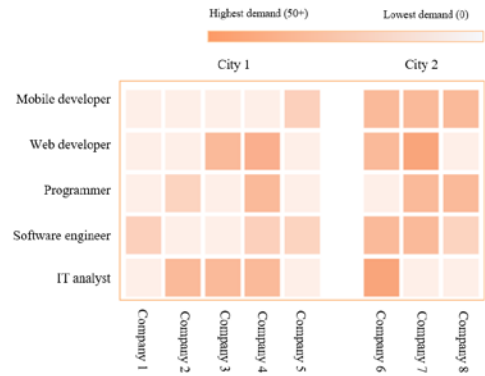 Highest demand (50+) Lowest demand (0)
City 1 City 2
Mobile developer
Web developer
Programmer
Software engineer
IT analyst
Company 1
Company 2
Company 3
Company 4
Company 5
Company 6
Company 7
Company 8